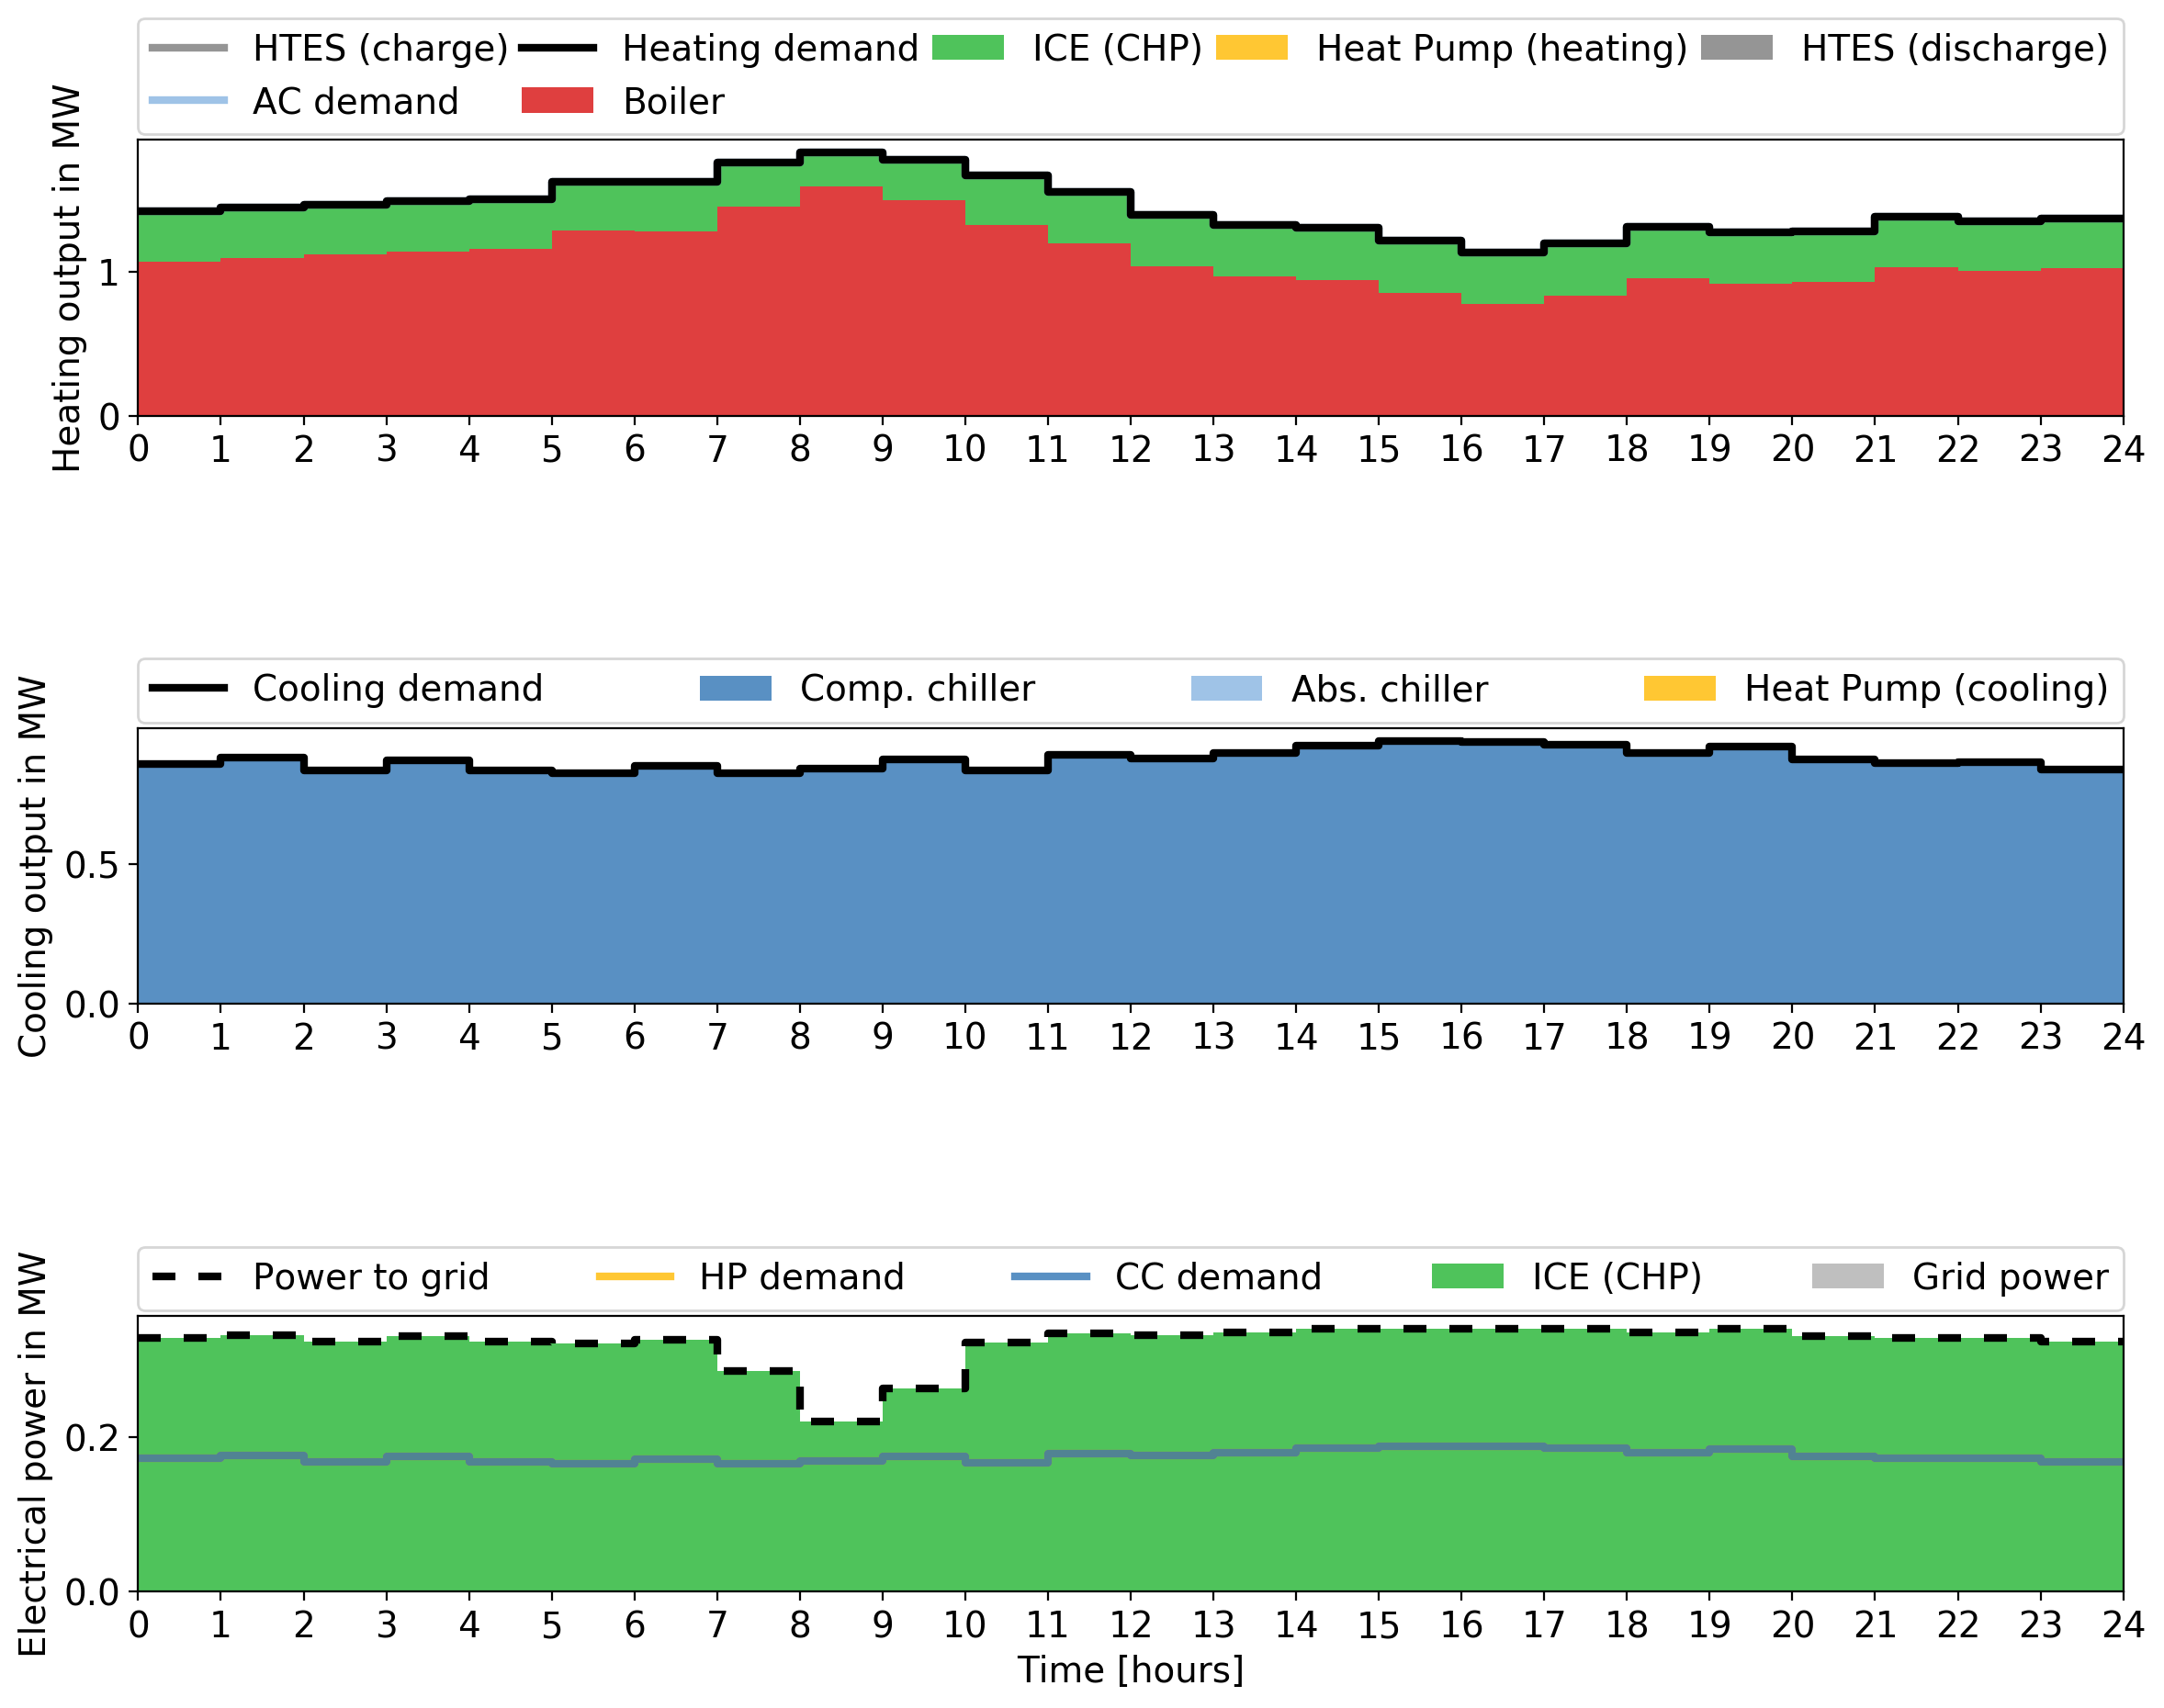 HTES (charge) Heating demand ICE (CHP) Heat Pump (heating) HTES (discharge)
AC demand Boiler
Heating output in MW
1
0
0 1 2 3 4 5 6 7 8 9 10 11 12 13 14 15 16 17 18 19 20 21 22 23 24
Cooling demand Comp. chiller Abs. chiller Heat Pump (cooling)
Cooling output in MW
0.5
0.0
0 1 2 3 4 5 6 7 8 9 10 11 12 13 14 15 16 17 18 19 20 21 22 23 24
Power to grid HP demand CC demand ICE (CHP) Grid power
Electrical power in MW
0.2
0.0
0 1 2 3 4 5 6 7 8 9 10 11 12 13 14 15 16 17 18 19 20 21 22 23 24
Time [hours]